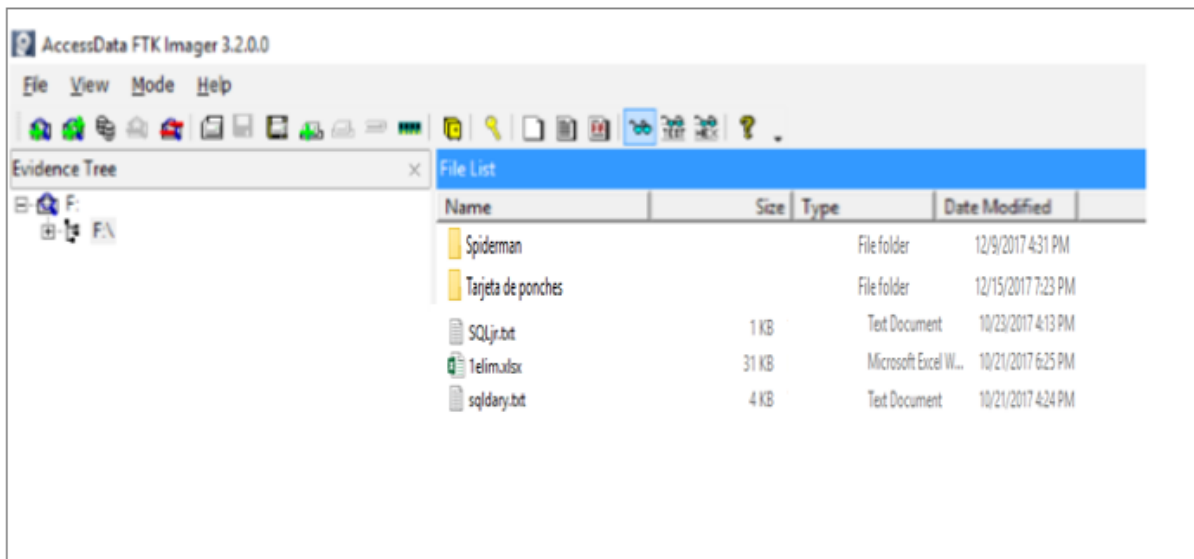 AccessData FTK Imager 3.2.0.0
File View Mode Help
Evidence Tree × File List
F:
F:\
Name Size Type Date Modified
Spiderman File folder 12/9/2017 4:31 PM
Tarjeta de ponches File folder 12/15/2017 7:23 PM
SQLjr.txt 1 KB Text Document 10/23/2017 4:13 PM
1elim.xlsx 31 KB Microsoft Excel W... 10/21/2017 6:25 PM
sqldary.txt 4 KB Text Document 10/21/2017 4:24 PM